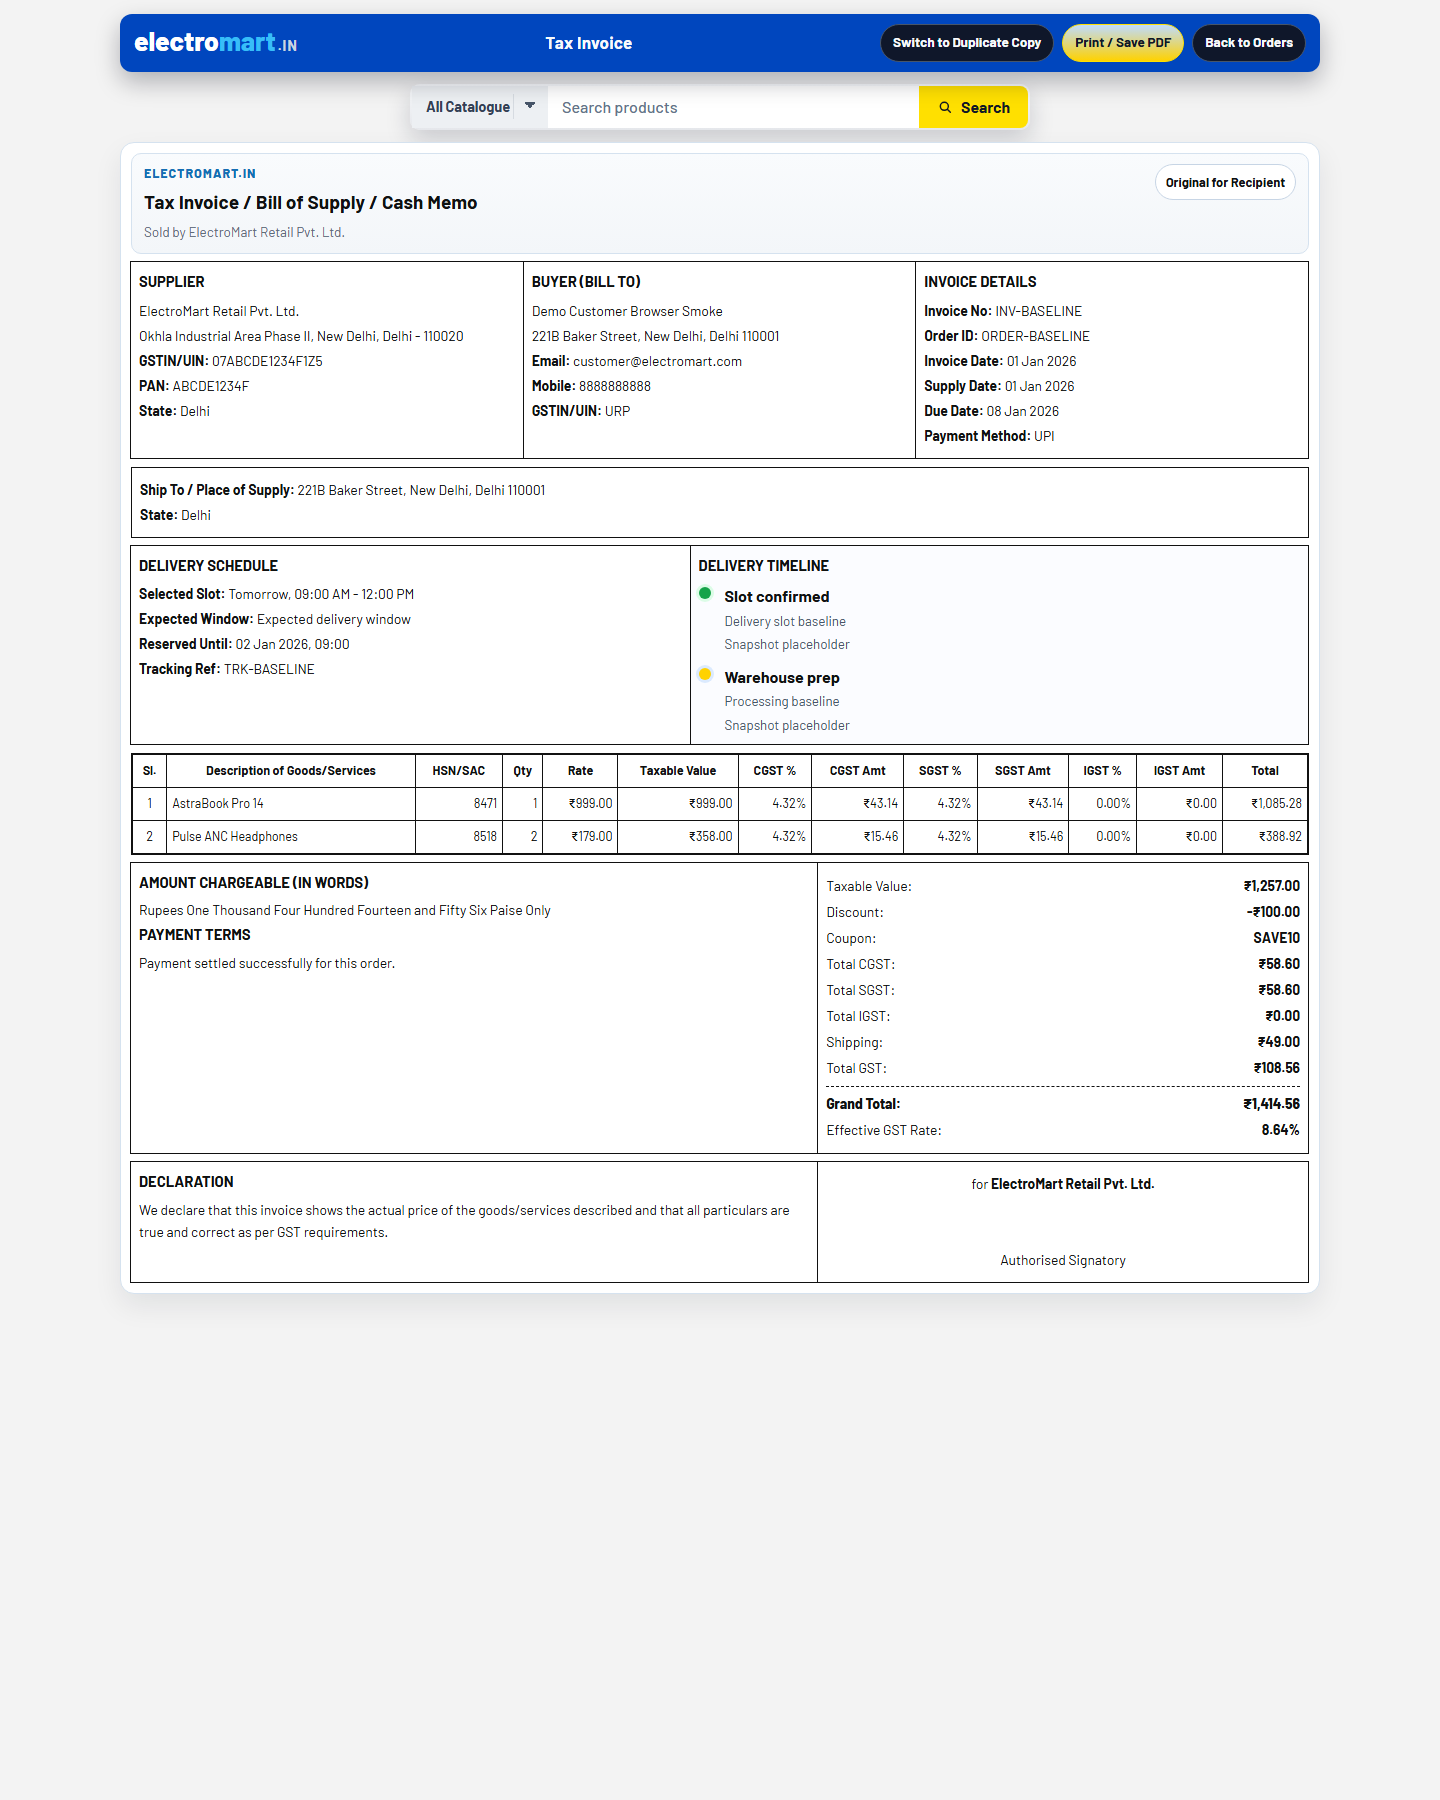 electromart.IN
Tax Invoice
Switch to Duplicate Copy
Print / Save PDF
Back to Orders
All Catalogue
Search products
Search
ELECTROMART.IN
Tax Invoice / Bill of Supply / Cash Memo
Sold by ElectroMart Retail Pvt. Ltd.
Original for Recipient
SUPPLIER
ElectroMart Retail Pvt. Ltd.
Okhla Industrial Area Phase II, New Delhi, Delhi - 110020
GSTIN/UIN: 07ABCDE1234F1Z5
PAN: ABCDE1234F
State: Delhi
BUYER (BILL TO)
Demo Customer Browser Smoke
221B Baker Street, New Delhi, Delhi 110001
Email: customer@electromart.com
Mobile: 8888888888
GSTIN/UIN: URP
INVOICE DETAILS
Invoice No: INV-BASELINE
Order ID: ORDER-BASELINE
Invoice Date: 01 Jan 2026
Supply Date: 01 Jan 2026
Due Date: 08 Jan 2026
Payment Method: UPI
Ship To / Place of Supply: 221B Baker Street, New Delhi, Delhi 110001
State: Delhi
DELIVERY SCHEDULE
Selected Slot: Tomorrow, 09:00 AM - 12:00 PM
Expected Window: Expected delivery window
Reserved Until: 02 Jan 2026, 09:00
Tracking Ref: TRK-BASELINE
DELIVERY TIMELINE
Slot confirmed
Delivery slot baseline
Snapshot placeholder
Warehouse prep
Processing baseline
Snapshot placeholder
Sl. Description of Goods/Services HSN/SAC Qty Rate Taxable Value CGST % CGST Amt SGST % SGST Amt IGST % IGST Amt Total
1 AstraBook Pro 14 8471 1 ₹999.00 ₹999.00 4.32% ₹43.14 4.32% ₹43.14 0.00% ₹0.00 ₹1,085.28
2 Pulse ANC Headphones 8518 2 ₹179.00 ₹358.00 4.32% ₹15.46 4.32% ₹15.46 0.00% ₹0.00 ₹388.92
AMOUNT CHARGEABLE (IN WORDS)
Rupees One Thousand Four Hundred Fourteen and Fifty Six Paise Only
PAYMENT TERMS
Payment settled successfully for this order.
Taxable Value: ₹1,257.00
Discount: -₹100.00
Coupon: SAVE10
Total CGST: ₹58.60
Total SGST: ₹58.60
Total IGST: ₹0.00
Shipping: ₹49.00
Total GST: ₹108.56
Grand Total: ₹1,414.56
Effective GST Rate: 8.64%
DECLARATION
We declare that this invoice shows the actual price of the goods/services described and that all particulars are
true and correct as per GST requirements.
for ElectroMart Retail Pvt. Ltd.
Authorised Signatory